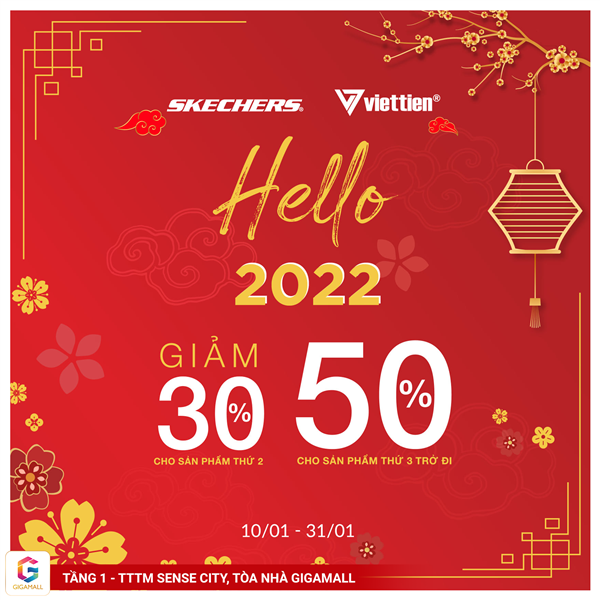 SKECHERS® viettien®
Hello
2022
GIẢM
30% 50%
CHO SẢN PHẨM THỨ 2 CHO SẢN PHẨM THỨ 3 TRỞ ĐI
10/01 - 31/01
GIGAMALL TẦNG 1 - TTTM SENSE CITY, TÒA NHÀ GIGAMALL